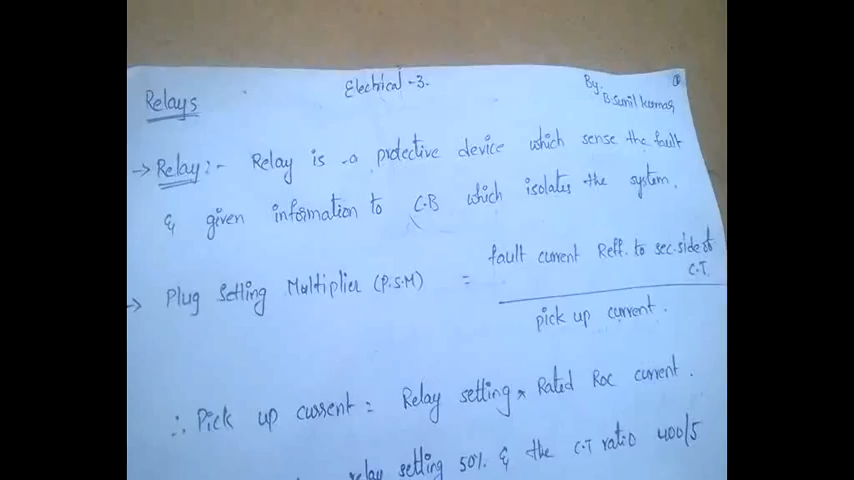 Electrical - 3.
①
By.
B. Sunil kumar,
Relays
→ Relay :- Relay is a protective device which sense the fault
& given information to C.B which isolates the system.
→ Plug Setting Multiplier (P.S.M) = fault current Reff. to sec. side of C.T.
pick up current.
∴ Pick up current = Relay setting × Rated current.
relay setting 50% & the C.T ratio 400/5